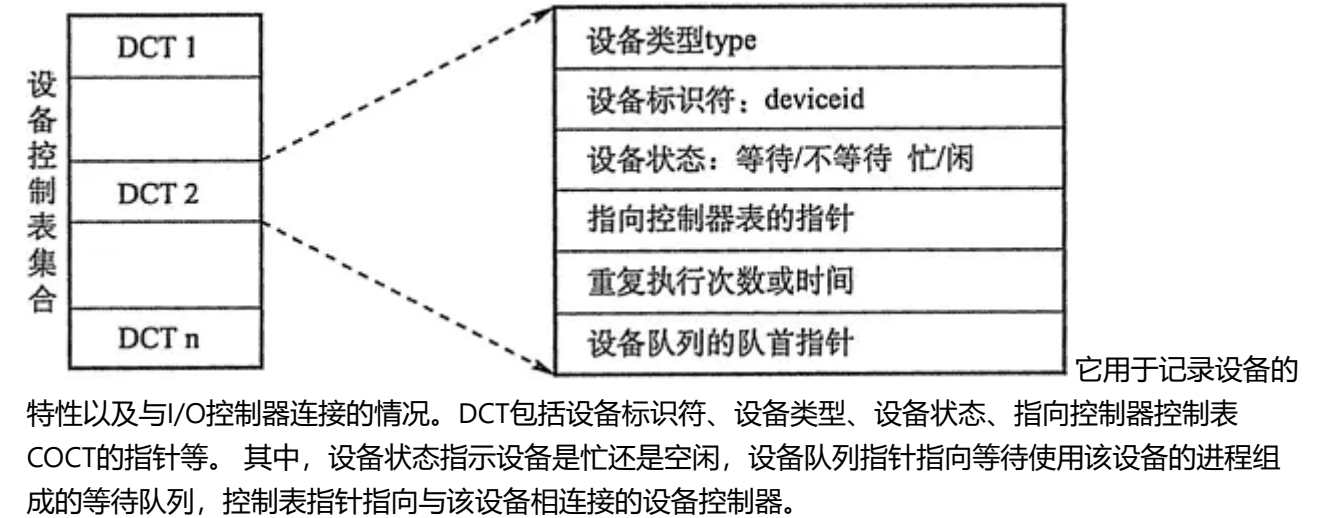 设备控制表集合
DCT 1
DCT 2
DCT n
设备类型type
设备标识符：deviceid
设备状态：等待/不等待 忙/闲
指向控制器表的指针
重复执行次数或时间
设备队列的队首指针
它用于记录设备的
特性以及与I/O控制器连接的情况。DCT包括设备标识符、设备类型、设备状态、指向控制器控制表
COCT的指针等。 其中，设备状态指示设备是忙还是空闲，设备队列指针指向等待使用该设备的进程组
成的等待队列，控制表指针指向与该设备相连接的设备控制器。